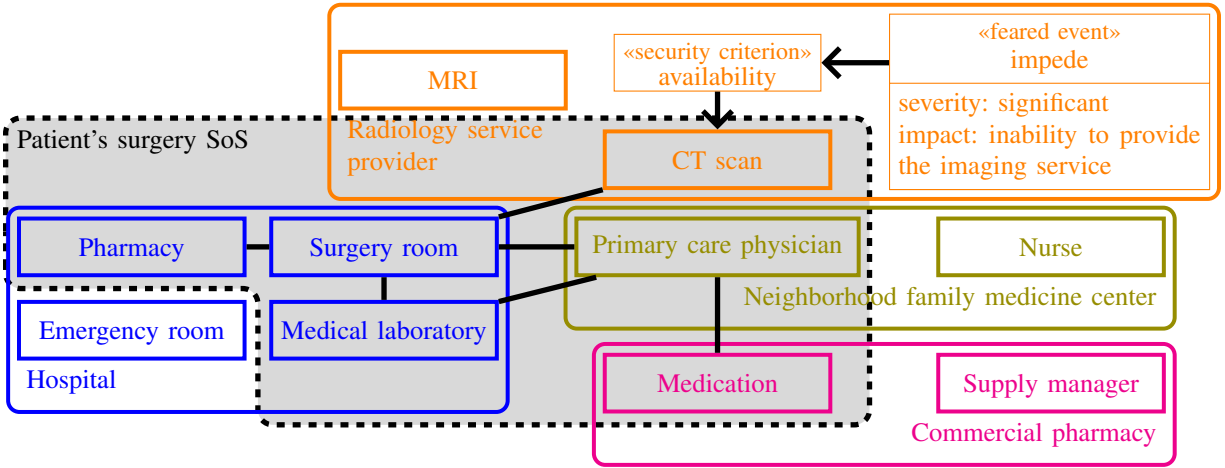 «feared event»
impede
«security criterion»
availability
MRI
severity: significant
impact: inability to provide
the imaging service
Radiology service
provider
Patient's surgery SoS
CT scan
Pharmacy
Surgery room
Primary care physician
Nurse
Neighborhood family medicine center
Emergency room
Medical laboratory
Hospital
Medication
Supply manager
Commercial pharmacy